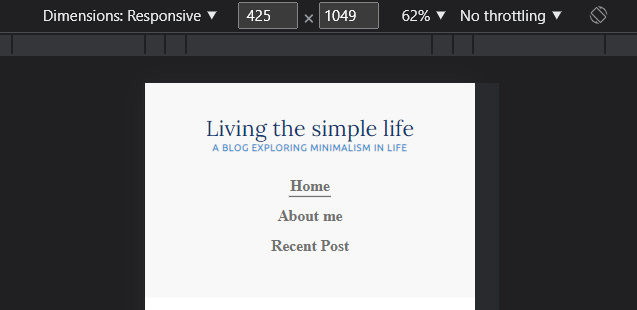 Dimensions: Responsive ▼ 425 × 1049 62% ▼ No throttling ▼
Living the simple life
A BLOG EXPLORING MINIMALISM IN LIFE
Home
About me
Recent Post